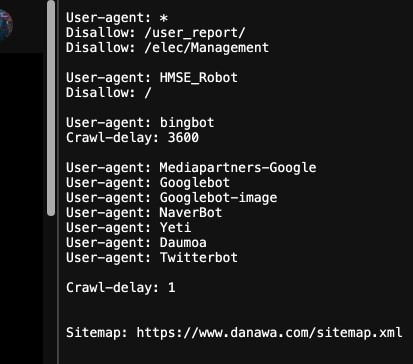 User-agent: *
Disallow: /user_report/
Disallow: /elec/Management
User-agent: HMSE_Robot
Disallow: /
User-agent: bingbot
Crawl-delay: 3600
User-agent: Mediapartners-Google
User-agent: Googlebot
User-agent: Googlebot-image
User-agent: NaverBot
User-agent: Yeti
User-agent: Daumoa
User-agent: Twitterbot
Crawl-delay: 1
Sitemap: https://www.danawa.com/sitemap.xml